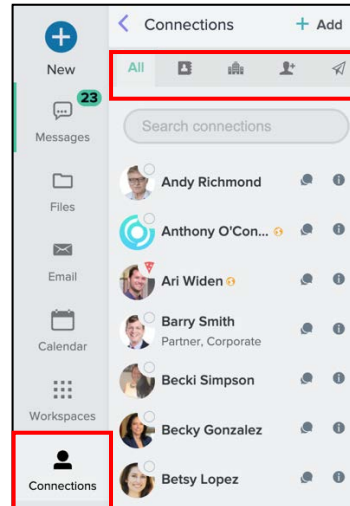 New
23
Messages
Files
Email
Calendar
Workspaces
Connections
Connections
+ Add
All
Search connections
Andy Richmond
Anthony O'Con...
Ari Widen
Barry Smith
Partner, Corporate
Becki Simpson
Becky Gonzalez
Betsy Lopez